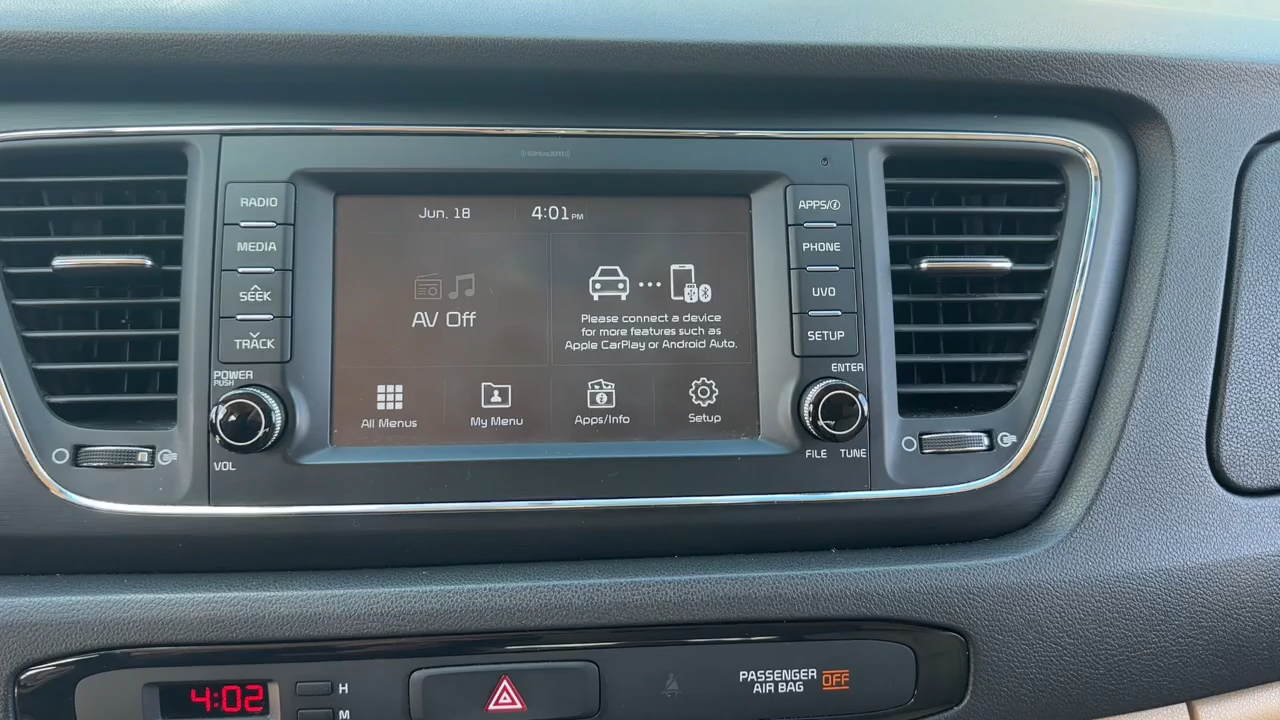 ((SiriusXM))
RADIO
MEDIA
SEEK
TRACK
POWER
PUSH
VOL
Jun. 18 4:01 PM
AV Off
Please connect a device
for more features such as
Apple CarPlay or Android Auto.
All Menus My Menu Apps/Info Setup
APPS/i
PHONE
UVO
SETUP
ENTER
FILE TUNE
4:02
H
M
PASSENGER
AIR BAG OFF